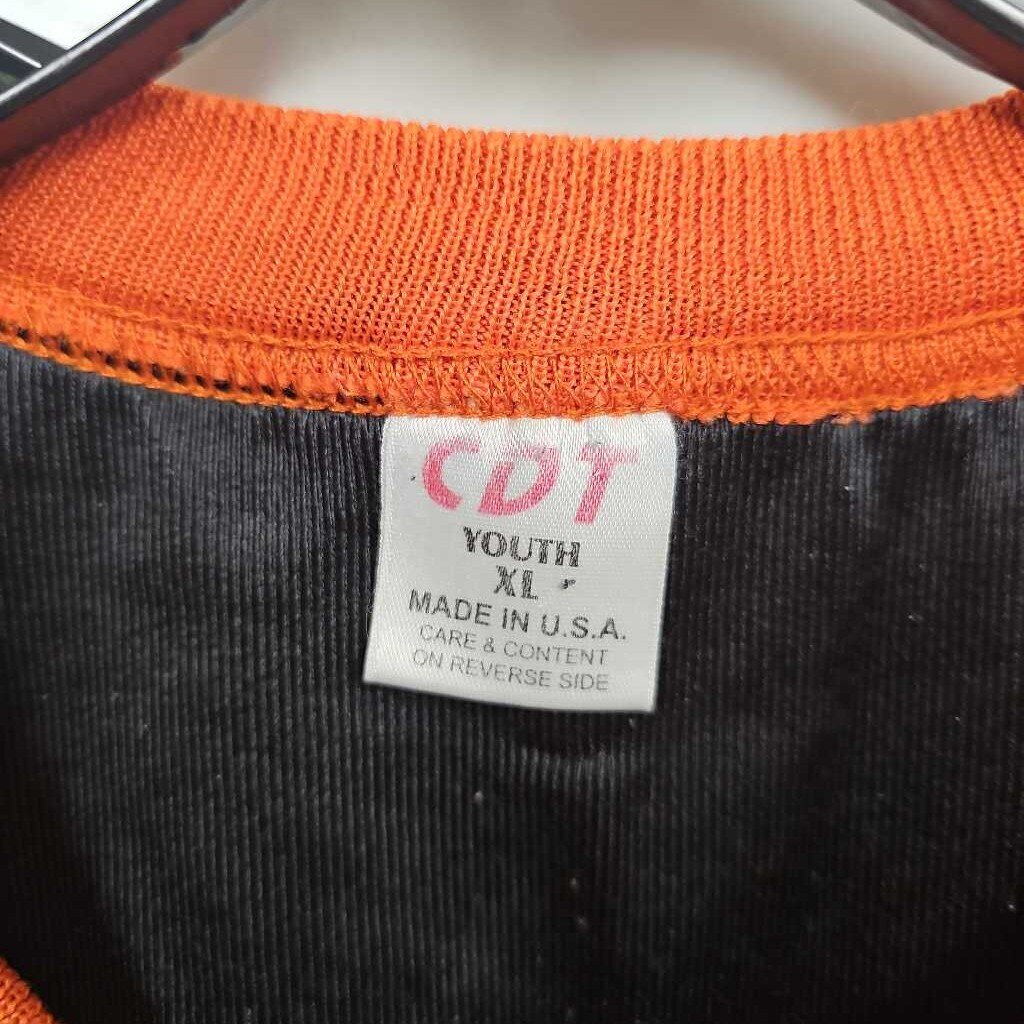 CDT
YOUTH
XL
MADE IN U.S.A.
CARE & CONTENT
ON REVERSE SIDE